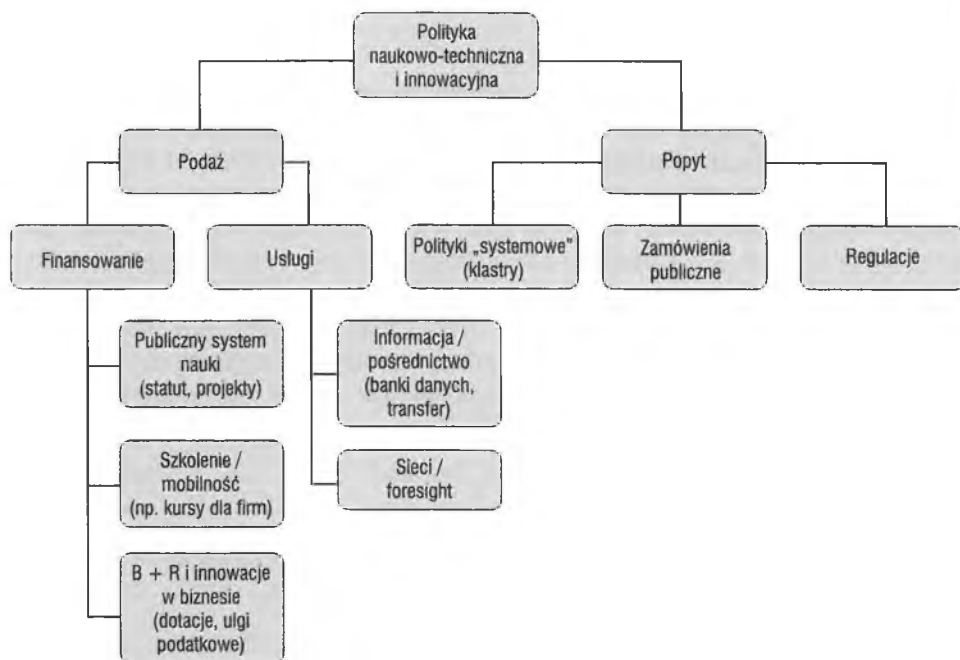 Polityka
naukowo-techniczna
i innowacyjna
Podaż
Popyt
Finansowanie
Usługi
Polityki „systemowe”
(klastry)
Zamówienia
publiczne
Regulacje
Publiczny system
nauki
(statut, projekty)
Informacja /
pośrednictwo
(banki danych,
transfer)
Szkolenie /
mobilność
(np. kursy dla firm)
Sieci /
foresight
B + R i innowacje
w biznesie
(dotacje, ulgi
podatkowe)